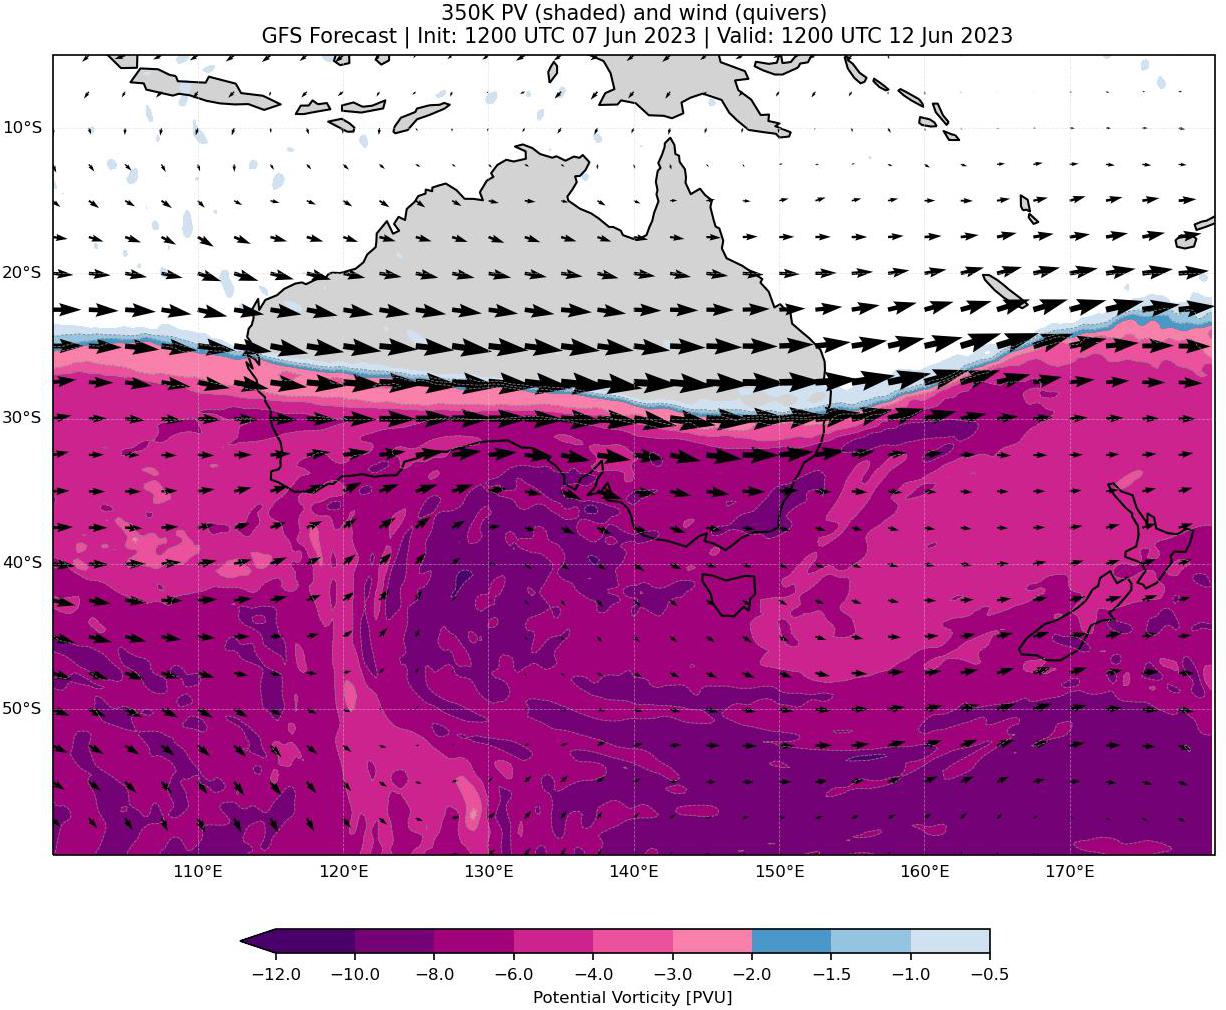 350K PV (shaded) and wind (quivers)
GFS Forecast | Init: 1200 UTC 07 Jun 2023 | Valid: 1200 UTC 12 Jun 2023
10°S
20°S
30°S
40°S
50°S
110°E 120°E 130°E 140°E 150°E 160°E 170°E
−12.0 −10.0 −8.0 −6.0 −4.0 −3.0 −2.0 −1.5 −1.0 −0.5
Potential Vorticity [PVU]